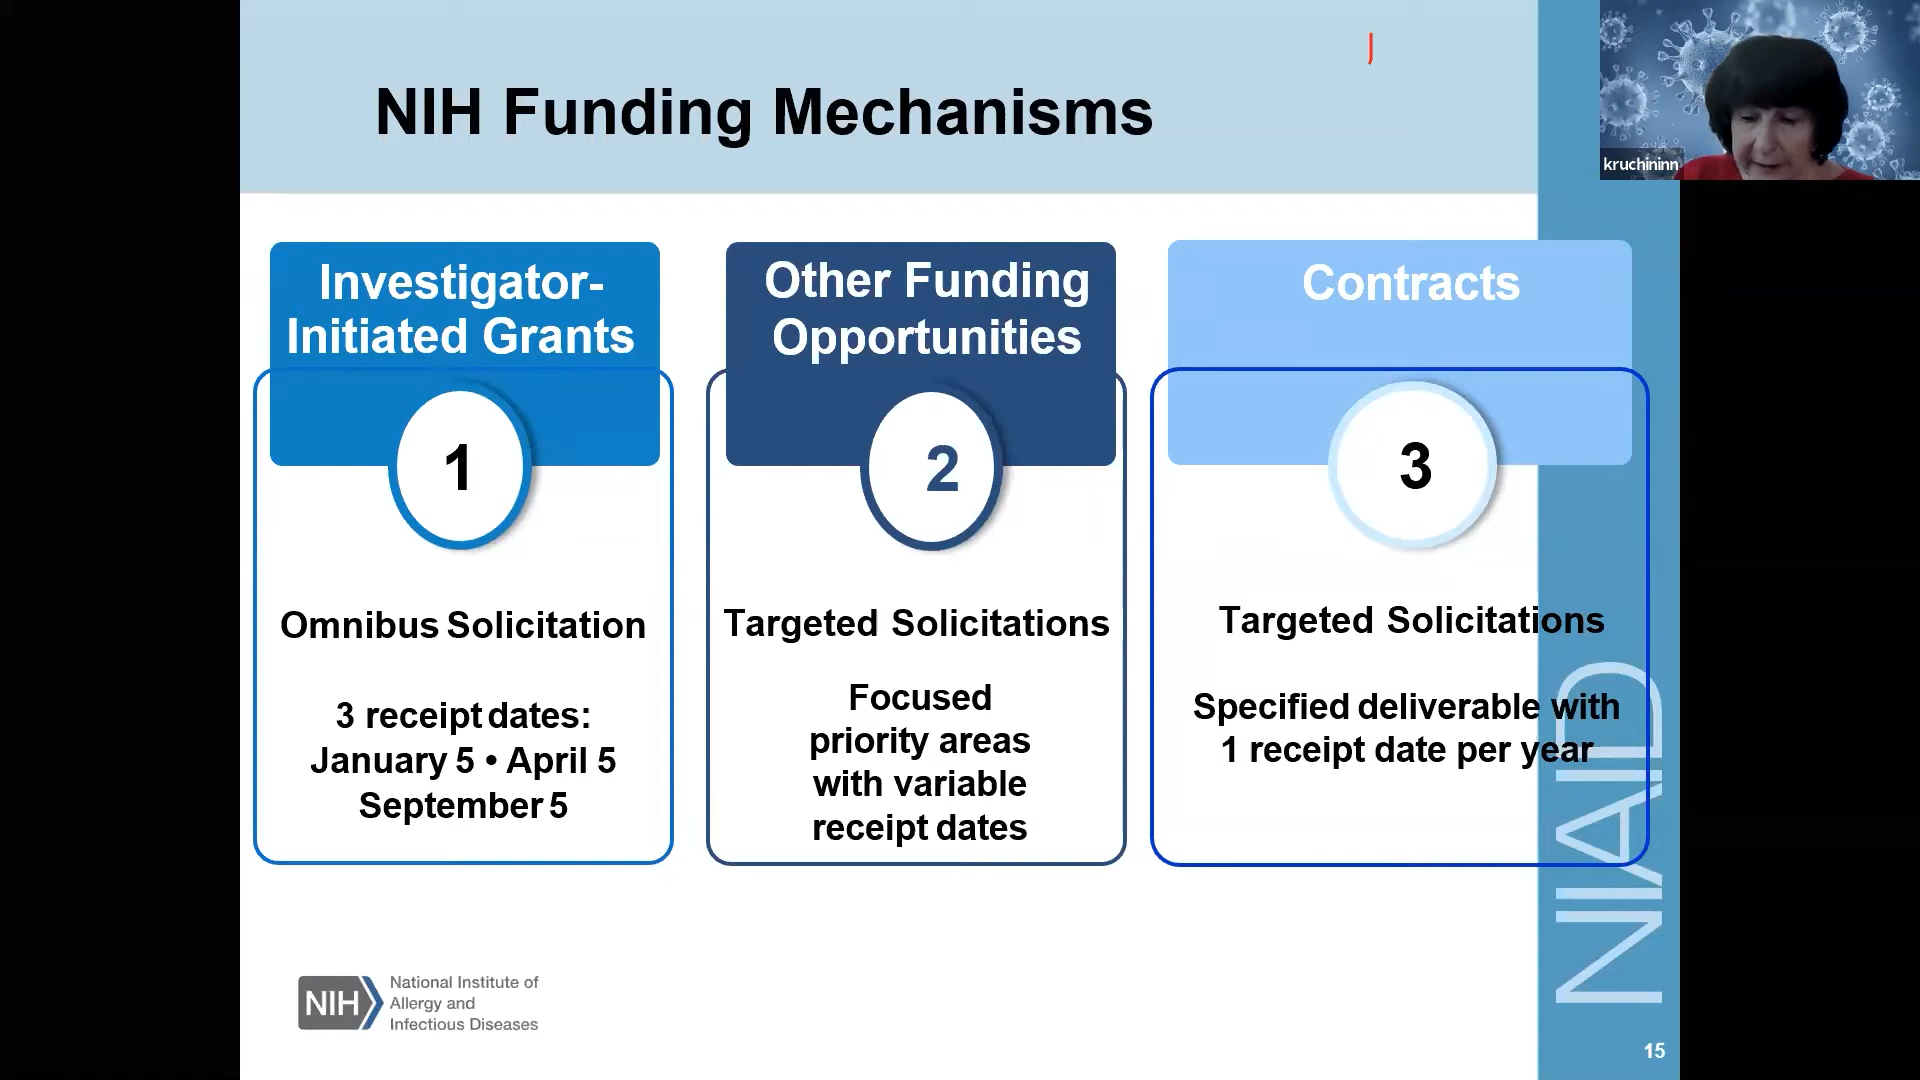 NIH Funding Mechanisms
kruchininn
Investigator-
Initiated Grants
1
Omnibus Solicitation
3 receipt dates:
January 5 • April 5
September 5
Other Funding
Opportunities
2
Targeted Solicitations
Focused
priority areas
with variable
receipt dates
Contracts
3
Targeted Solicitations
Specified deliverable with
1 receipt date per year
NIAID
NIH
National Institute of
Allergy and
Infectious Diseases
15